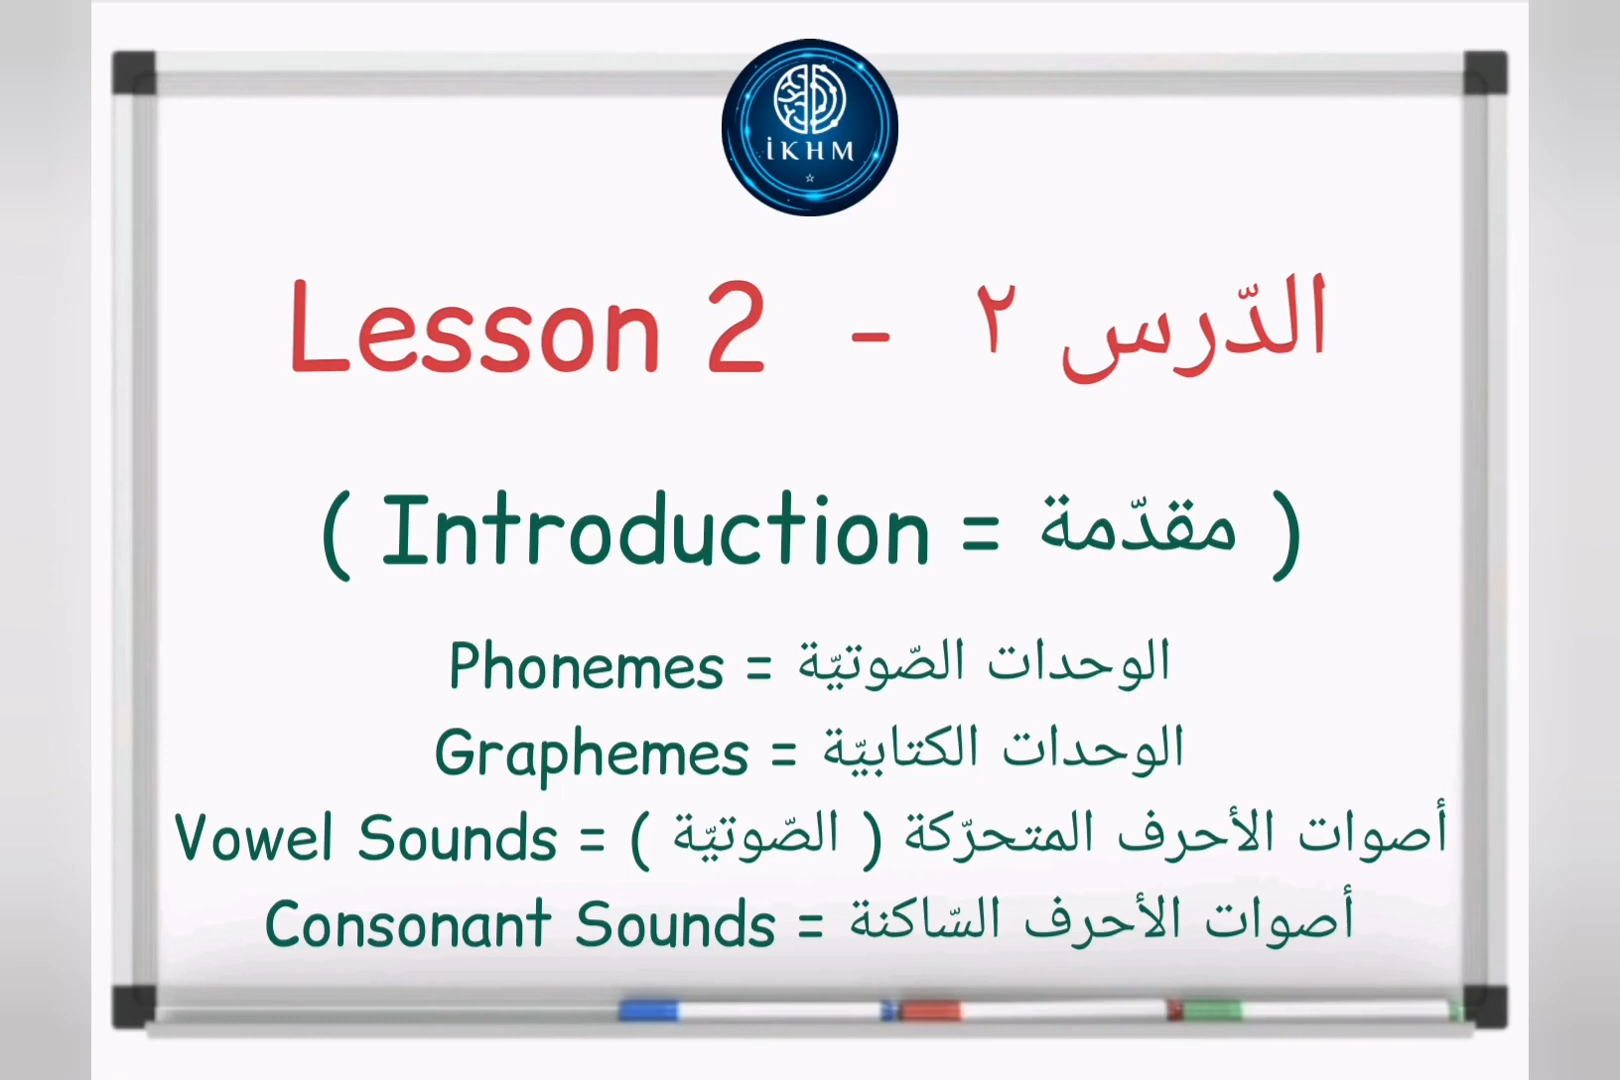 iKHM
Lesson 2 - الدّرس ٢
( Introduction = مقدّمة )
Phonemes = الوحدات الصّوتيّة
Graphemes = الوحدات الكتابيّة
Vowel Sounds = أصوات الأحرف المتحرّكة ( الصّوتيّة )
Consonant Sounds = أصوات الأحرف السّاكنة